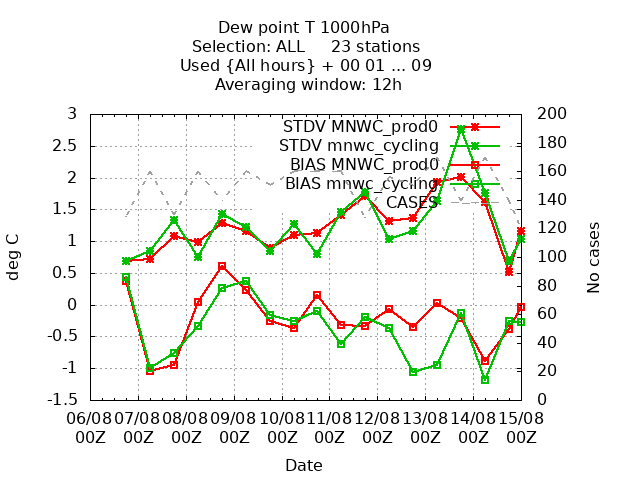 Dew point T 1000hPa
Selection: ALL     23 stations
Used {All hours} + 00 01 ... 09
Averaging window: 12h
3
2.5
2
1.5
1
0.5
0
-0.5
-1
-1.5
deg C
200
180
160
140
120
100
80
60
40
20
0
No cases
STDV MNWC_prod0
STDV mnwc_cycling
BIAS MNWC_prod0
BIAS mnwc_cycling
CASES
06/08 07/08 08/08 09/08 10/08 11/08 12/08 13/08 14/08 15/08
00Z 00Z 00Z 00Z 00Z 00Z 00Z 00Z 00Z 00Z
Date